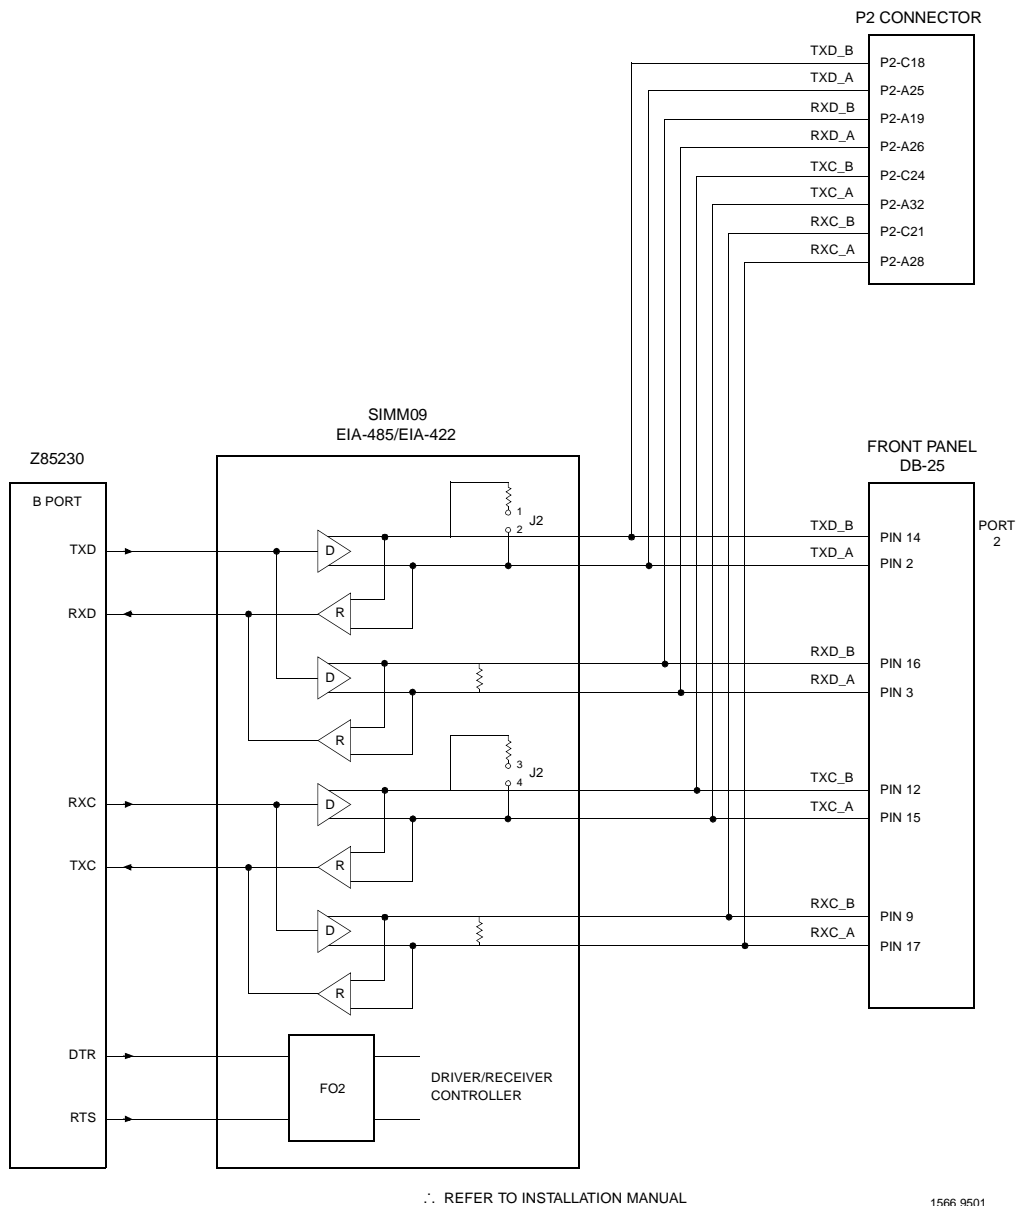 P2 CONNECTOR
TXD_B P2-C18
TXD_A P2-A25
RXD_B P2-A19
RXD_A P2-A26
TXC_B P2-C24
TXC_A P2-A32
RXC_B P2-C21
RXC_A P2-A28
SIMM09
EIA-485/EIA-422
Z85230
FRONT PANEL
DB-25
B PORT
1
J2
2
TXD D TXD_B PIN 14
PORT
2
TXD_A PIN 2
RXD R
RXD_B PIN 16
D RXD_A PIN 3
R
3
J2
4
RXC D TXC_B PIN 12
TXC_A PIN 15
TXC R
RXC_B PIN 9
D RXC_A PIN 17
R
DTR
FO2
DRIVER/RECEIVER
CONTROLLER
RTS
∴ REFER TO INSTALLATION MANUAL
1566 9501